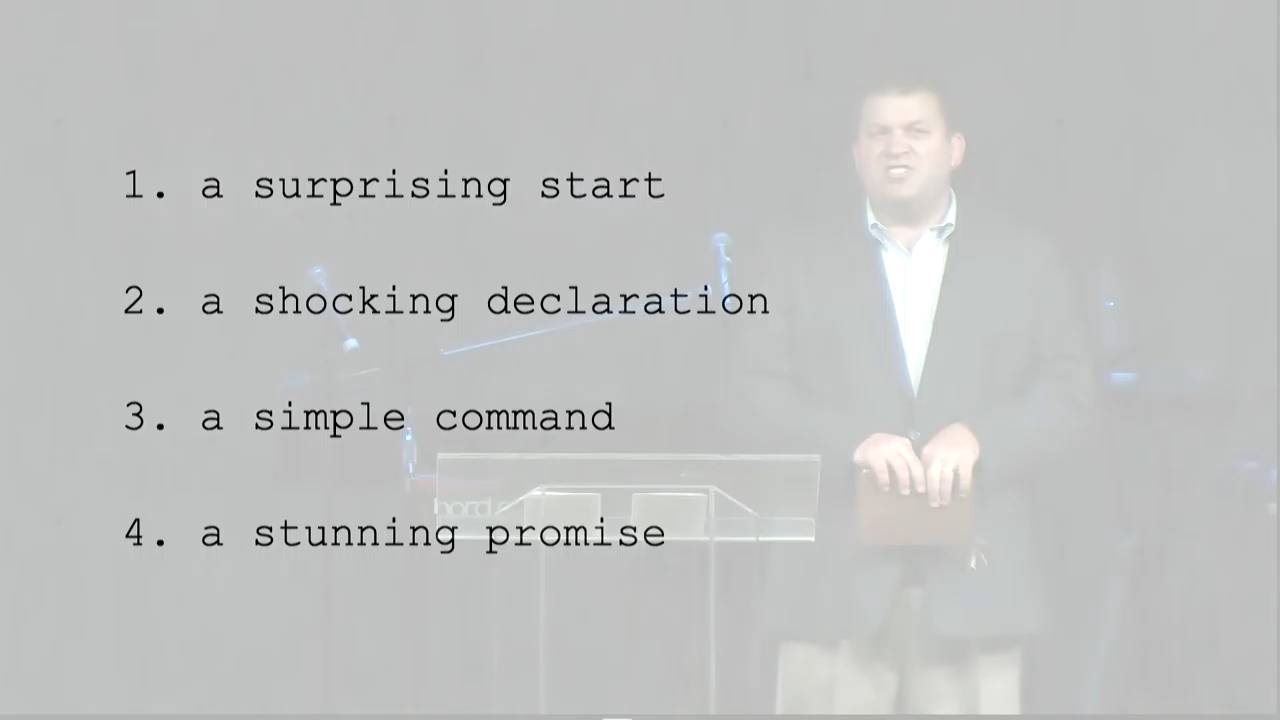 1. a surprising start
2. a shocking declaration
3. a simple command
4. a stunning promise